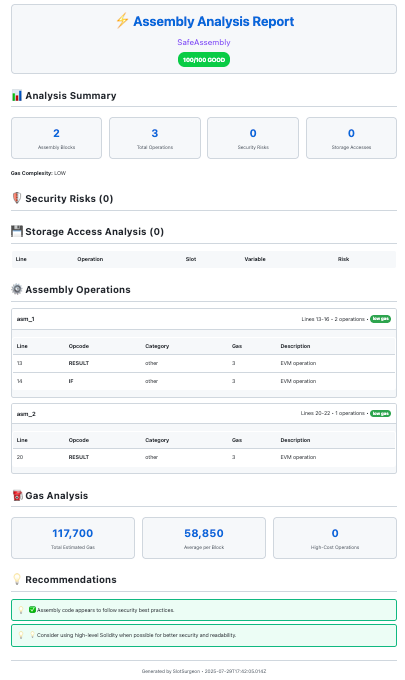 ⚡ Assembly Analysis Report
SafeAssembly
100/100 GOOD
📊 Analysis Summary
2
Assembly Blocks
3
Total Operations
0
Security Risks
0
Storage Accesses
Gas Complexity: LOW
🛡️ Security Risks (0)
💾 Storage Access Analysis (0)
Line Operation Slot Variable Risk
⚙️ Assembly Operations
asm_1 Lines 13-16 • 2 operations • low gas
Line Opcode Category Gas Description
13 RESULT other 3 EVM operation
14 IF other 3 EVM operation
asm_2 Lines 20-22 • 1 operations • low gas
Line Opcode Category Gas Description
20 RESULT other 3 EVM operation
⛽ Gas Analysis
117,700
Total Estimated Gas
58,850
Average per Block
0
High-Cost Operations
💡 Recommendations
💡 ✅ Assembly code appears to follow security best practices.
💡 💡 Consider using high-level Solidity when possible for better security and readability.
Generated by SlotSurgeon • 2025-07-29T17:42:05.014Z